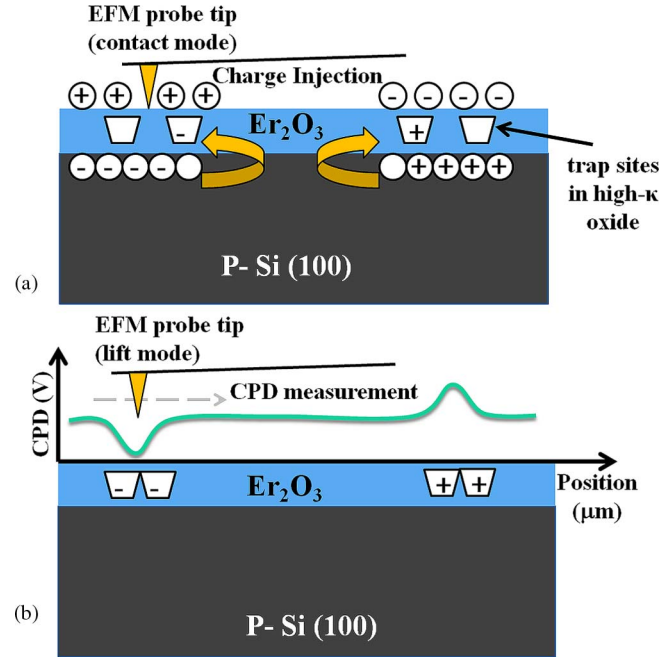 EFM probe tip
(contact mode)
Charge Injection
+ + + + - - - -
Er₂O₃
- +
- - - - + + + +
trap sites
in high-κ
oxide
P- Si (100)
(a)
EFM probe tip
(lift mode)
CPD measurement
CPD (V)
- - Er₂O₃ + +
Position
(μm)
P- Si (100)
(b)